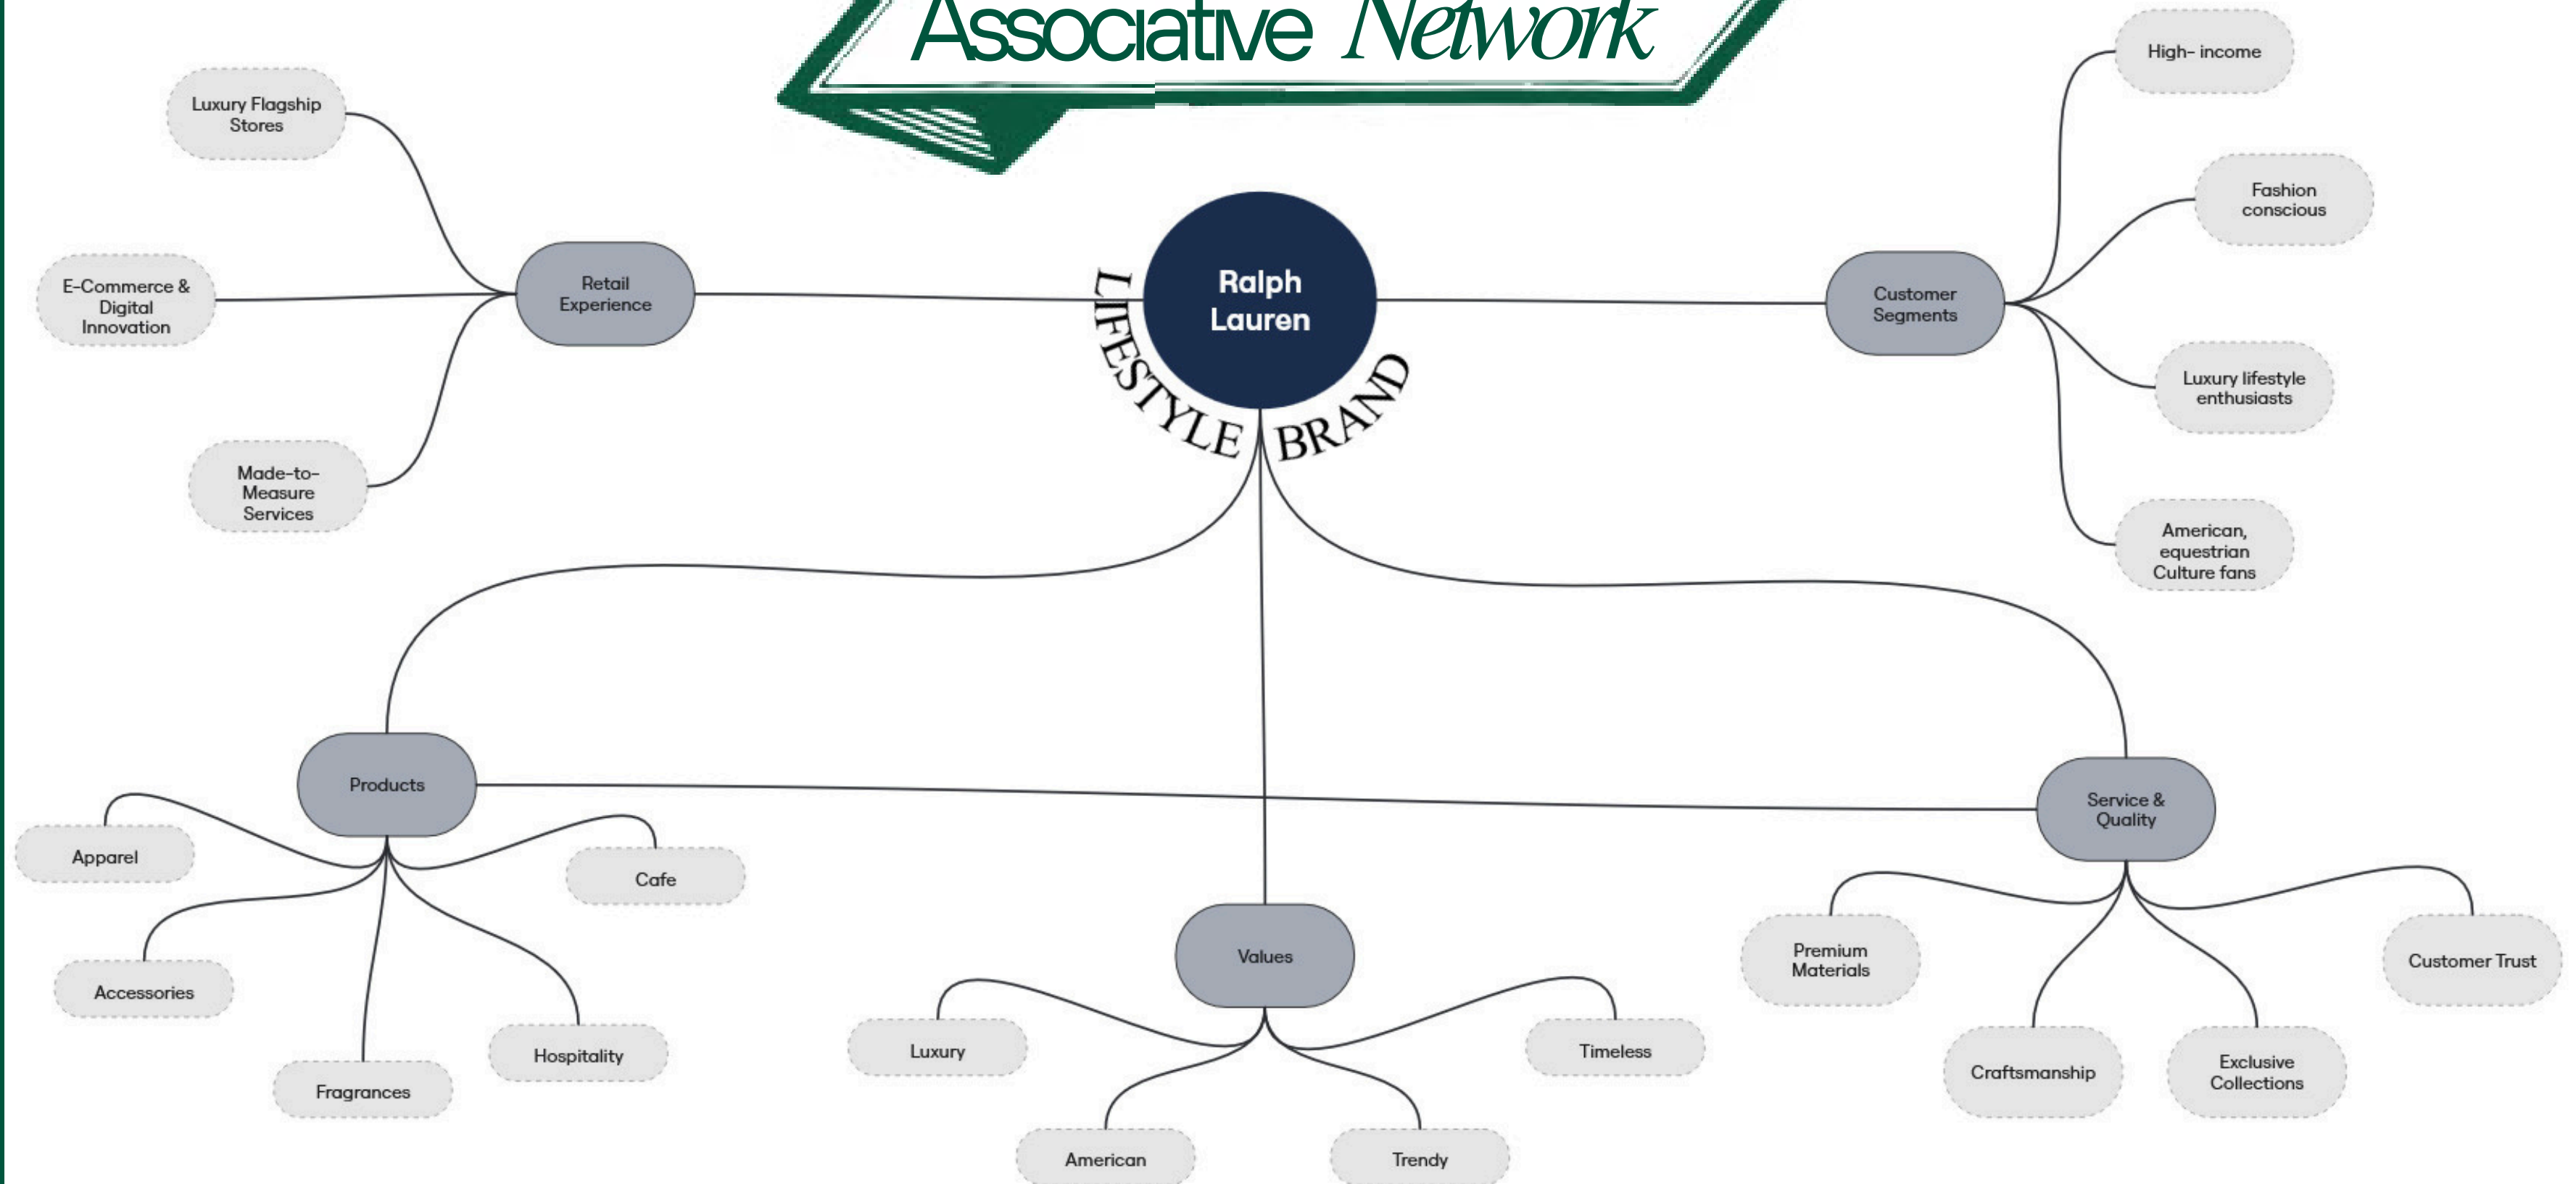 Associative Network
High- income
Luxury Flagship
Stores
Fashion
conscious
E-Commerce &
Digital
Innovation
Retail
Experience
Ralph
Lauren
LIFESTYLE BRAND
Customer
Segments
Luxury lifestyle
enthusiasts
Made-to-
Measure
Services
American,
equestrian
Culture fans
Products
Apparel
Accessories
Fragrances
Hospitality
Cafe
Values
Luxury
American
Trendy
Timeless
Service &
Quality
Premium
Materials
Craftsmanship
Exclusive
Collections
Customer Trust